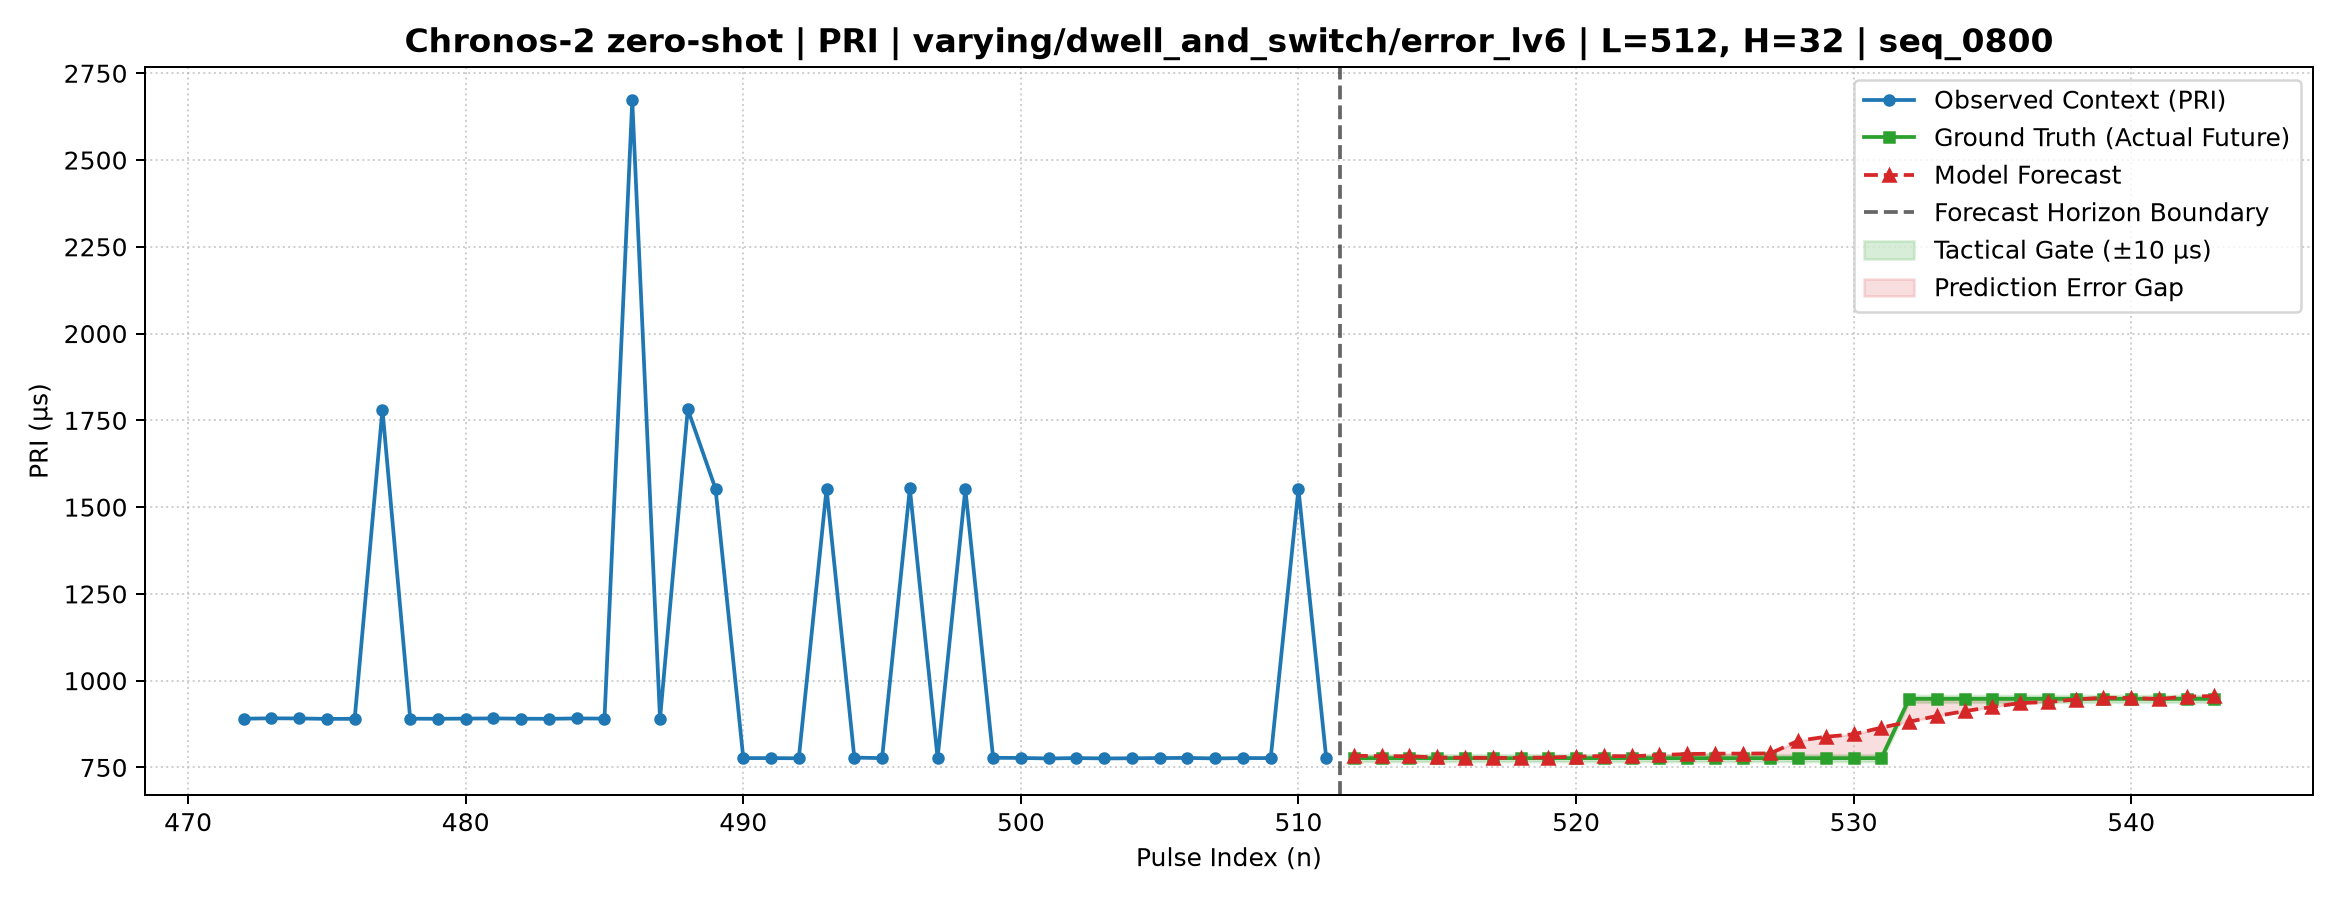 Chronos-2 zero-shot | PRI | varying/dwell_and_switch/error_lv6 | L=512, H=32 | seq_0800
PRI (µs)
2750
2500
2250
2000
1750
1500
1250
1000
750
470
480
490
500
510
520
530
540
Pulse Index (n)
Observed Context (PRI)
Ground Truth (Actual Future)
Model Forecast
Forecast Horizon Boundary
Tactical Gate (±10 µs)
Prediction Error Gap